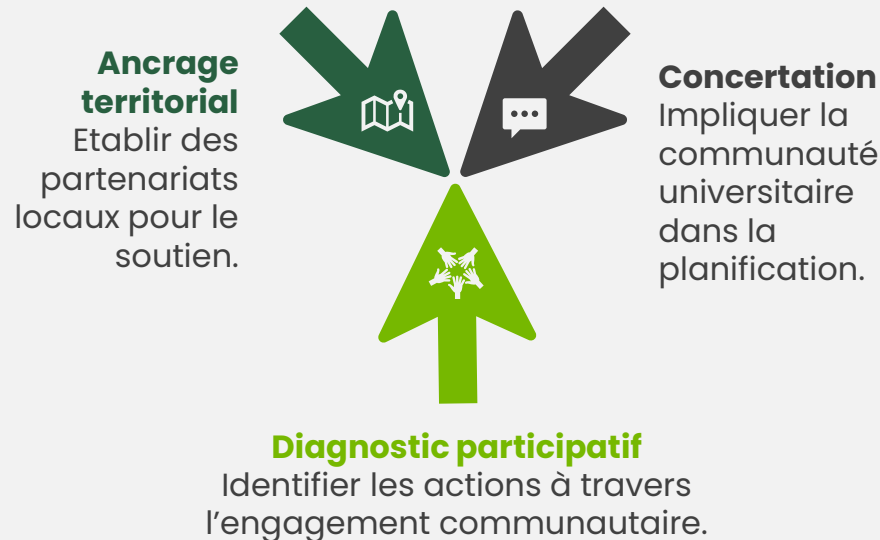 Ancrage
territorial
Etablir des
partenariats
locaux pour le
soutien.
Concertation
Impliquer la
communauté
universitaire
dans la
planification.
Diagnostic participatif
Identifier les actions à travers
l’engagement communautaire.